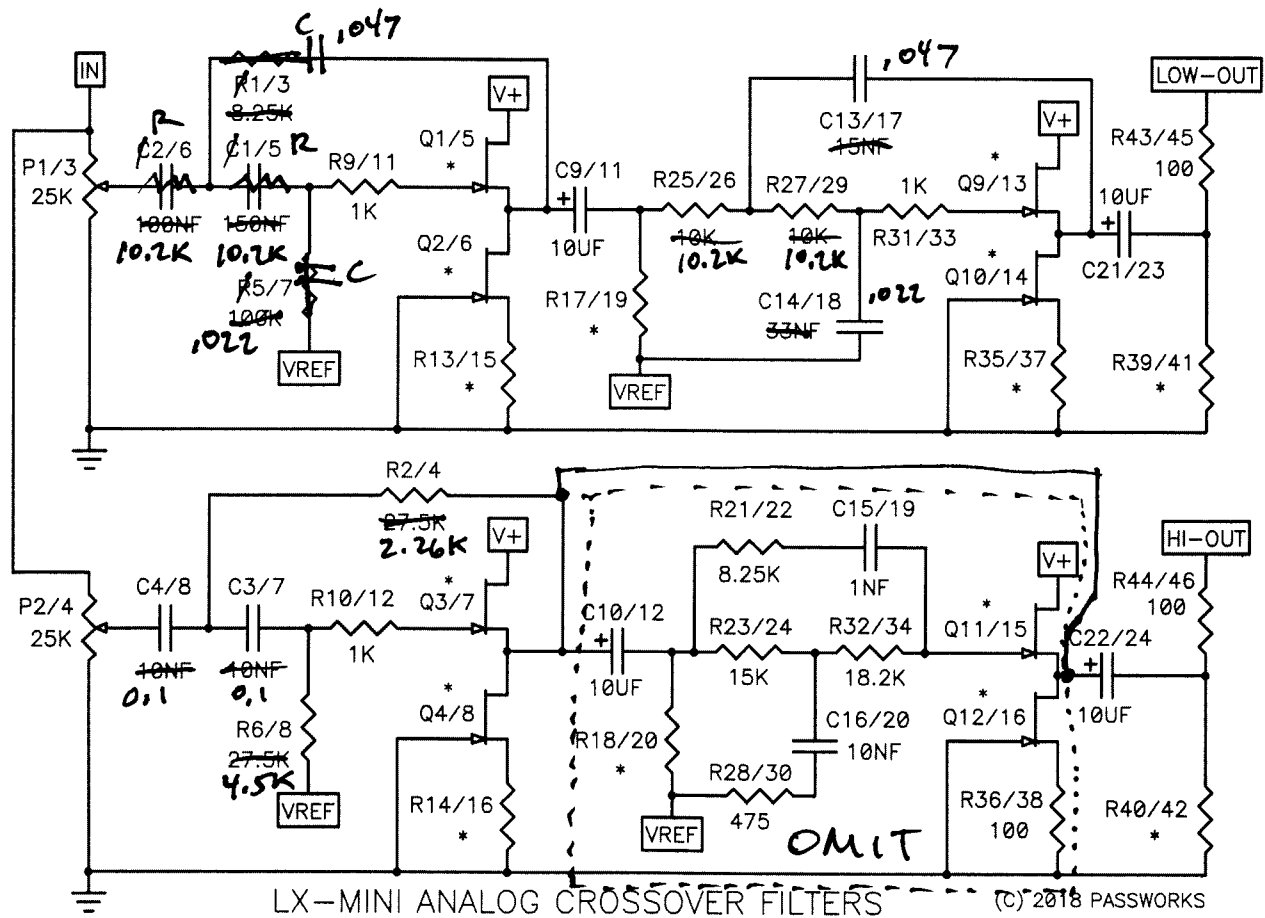 C ,047
IN
R1/3
8.25K
V+
,047
LOW-OUT
R
C2/6
C1/5 R
R9/11
Q1/5
*
C9/11
C13/17
15NF
V+
R43/45
100
P1/3
25K
100NF
10.2K
150NF
10.2K
1K
+
10UF
R25/26
10K
10.2K
R27/29
10K
10.2K
1K
R31/33
*
Q9/13
10UF
+
C21/23
C
R5/7
100K
,022
VREF
Q2/6
*
R13/15
*
R17/19
*
VREF
C14/18
33NF
,022
*
Q10/14
R35/37
*
R39/41
*
R2/4
27.5K
2.26K
V+
R21/22
8.25K
C15/19
1NF
V+
HI-OUT
R44/46
100
P2/4
25K
C4/8
10NF
0.1
C3/7
10NF
0.1
R10/12
1K
*
Q3/7
C10/12
+
10UF
R23/24
15K
R32/34
18.2K
*
Q11/15
C22/24
+
10UF
R6/8
27.5K
4.5K
VREF
*
Q4/8
R14/16
*
R18/20
*
VREF
R28/30
475
C16/20
10NF
*
Q12/16
R36/38
100
R40/42
*
OMIT
LX-MINI ANALOG CROSSOVER FILTERS
(C) 2018 PASSWORKS